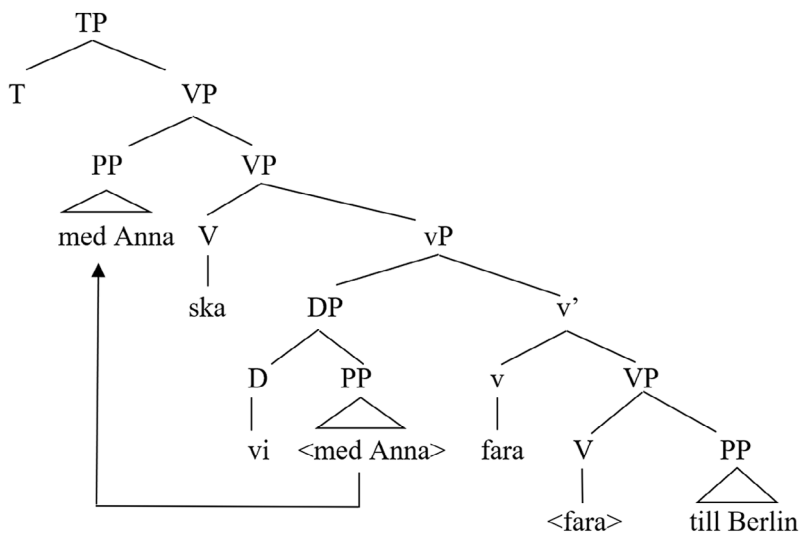 TP
T VP
PP VP
med Anna V vP
ska DP v’
D PP v VP
vi <med Anna> fara V PP
<fara> till Berlin